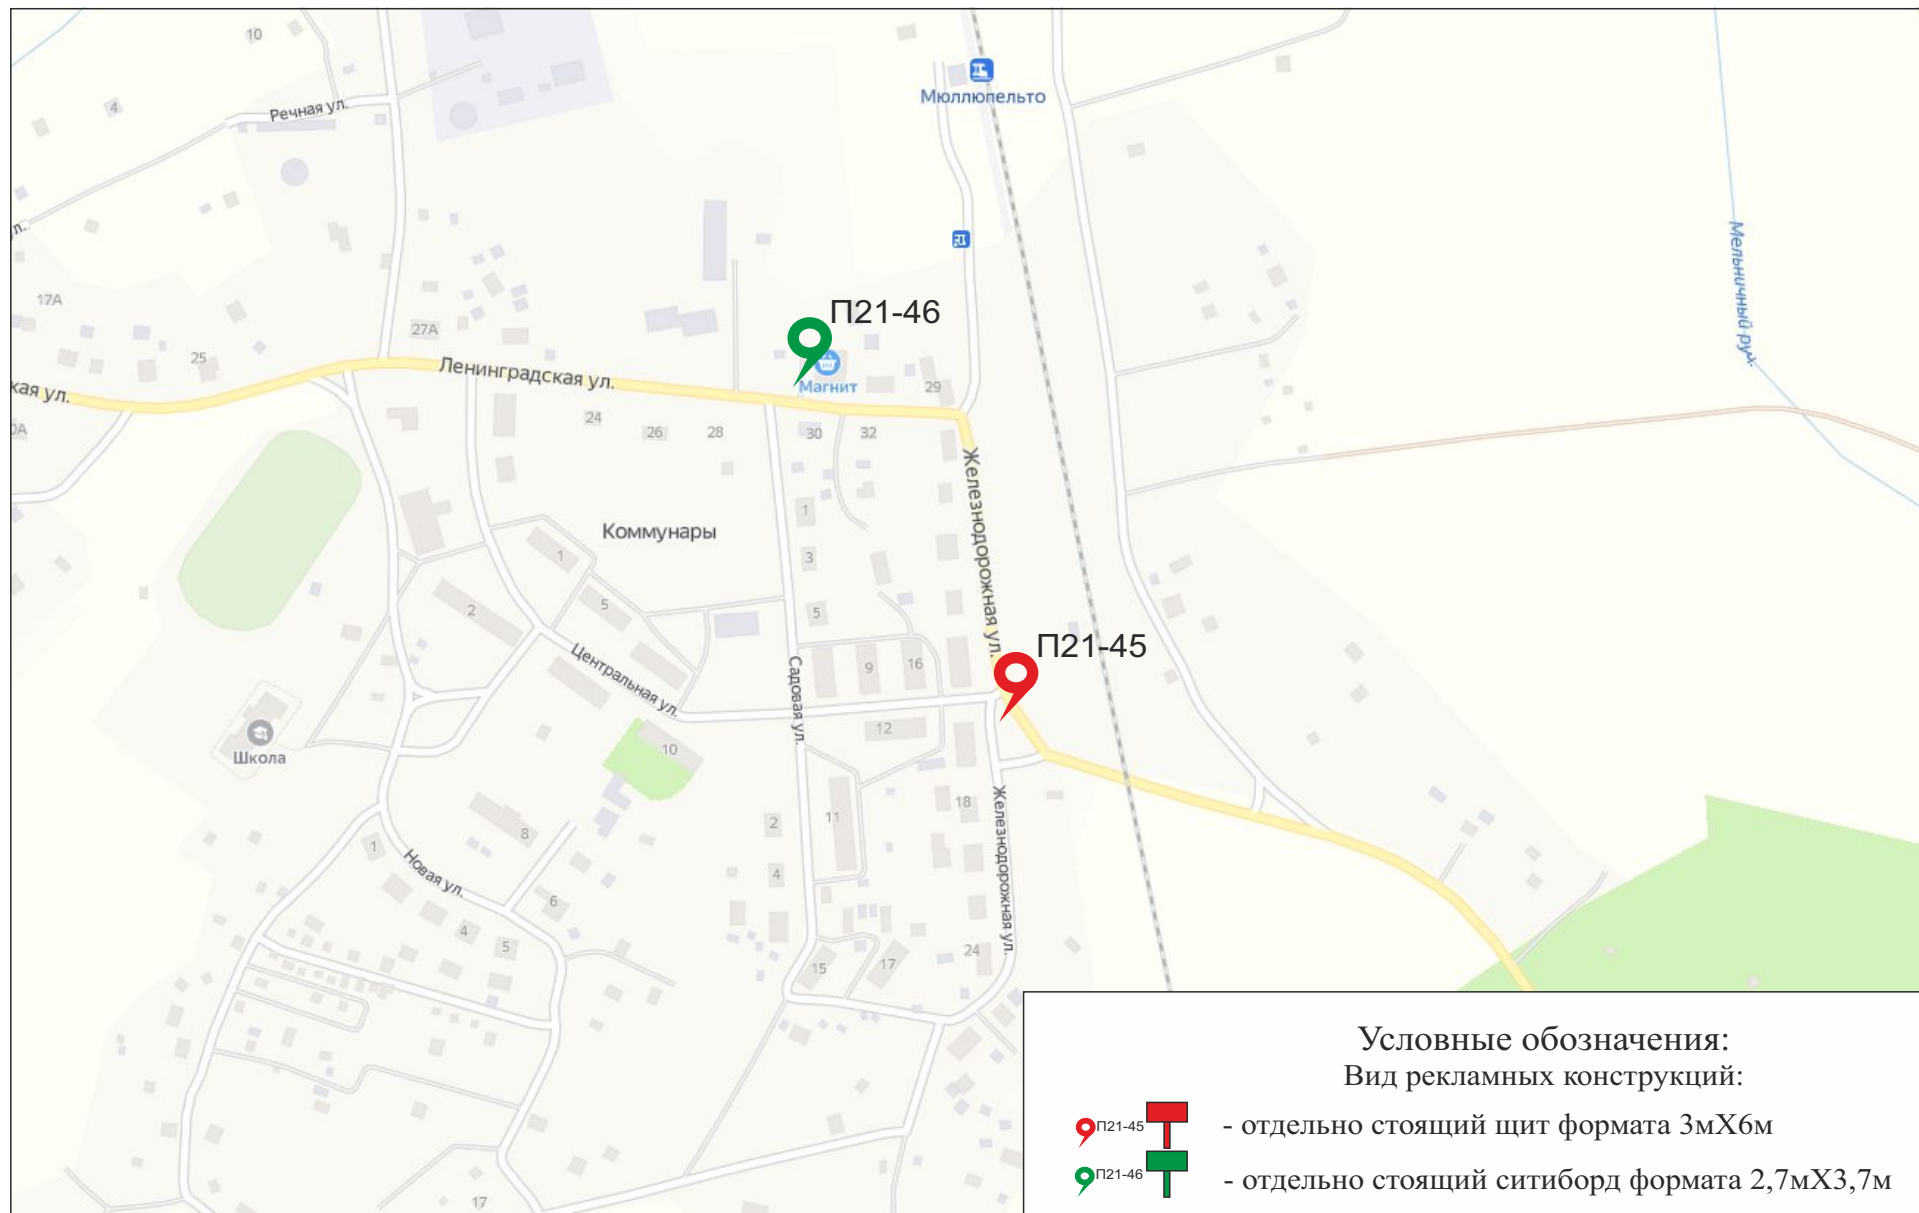 10
4
Речная ул.
Мюллюпельто
л.
Мельничный руч.
17А
27А
П21-46
25
Ленинградская ул.
Магнит
29
кая ул.
0А
24
26
28
30
32
Железнодорожная ул.
1
Коммунары
1
3
2
5
5
П21-45
Центральная ул.
Садовая ул.
9
16
12
Школа
10
Железнодорожная ул.
18
2
11
8
1
Новая ул.
4
6
4
5
24
15
17
17
Условные обозначения:
Вид рекламных конструкций:
П21-45 - отдельно стоящий щит формата 3мХ6м
П21-46 - отдельно стоящий ситиборд формата 2,7мХ3,7м